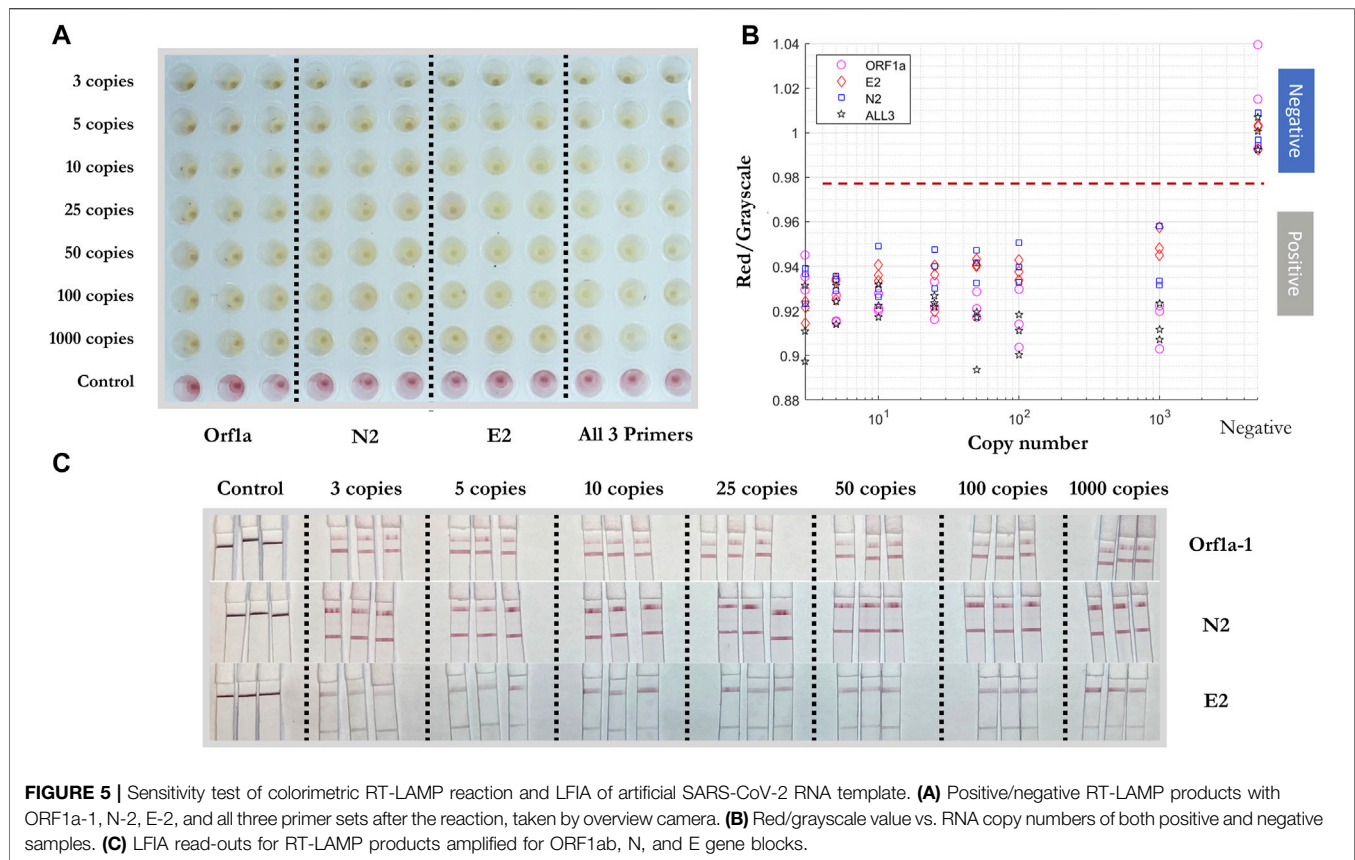 A
3 copies
5 copies
10 copies
25 copies
50 copies
100 copies
1000 copies
Control
Orf1a
N2
E2
All 3 Primers
B
1.04
1.02
1
0.98
0.96
0.94
0.92
0.9
0.88
Red/Grayscale
ORF1a
E2
N2
ALL3
10¹
10²
10³
Negative
Copy number
Negative
Positive
C
Control
3 copies
5 copies
10 copies
25 copies
50 copies
100 copies
1000 copies
Orf1a-1
N2
E2
FIGURE 5 | Sensitivity test of colorimetric RT-LAMP reaction and LFIA of artificial SARS-CoV-2 RNA template. (A) Positive/negative RT-LAMP products with
ORF1a-1, N-2, E-2, and all three primer sets after the reaction, taken by overview camera. (B) Red/grayscale value vs. RNA copy numbers of both positive and negative
samples. (C) LFIA read-outs for RT-LAMP products amplified for ORF1ab, N, and E gene blocks.